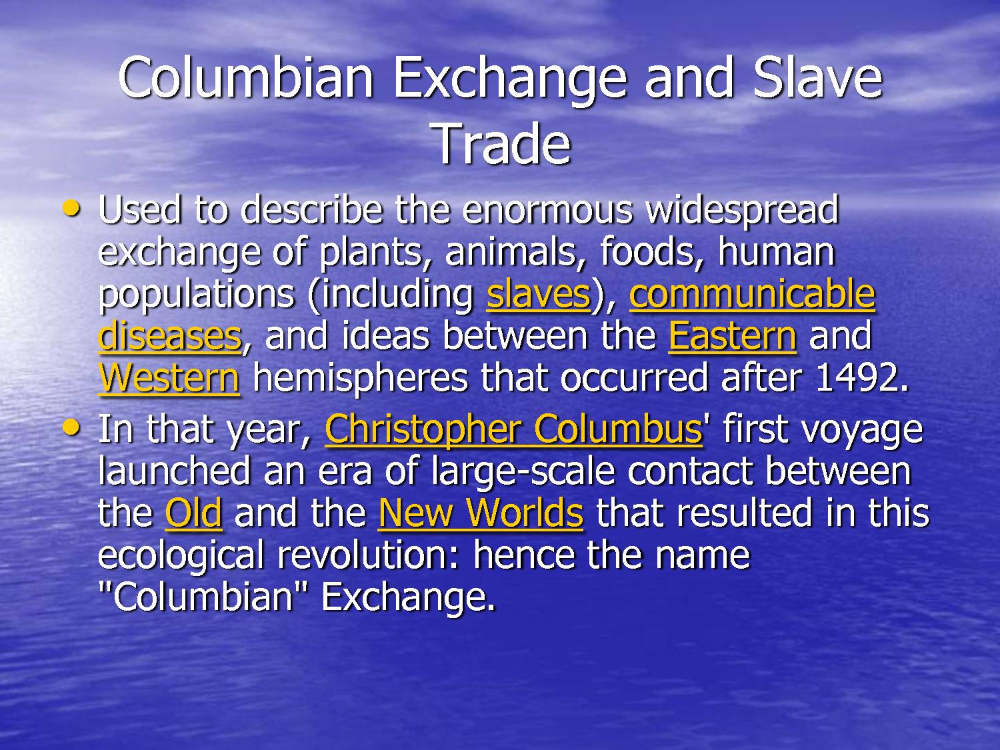 Columbian Exchange and Slave
Trade
• Used to describe the enormous widespread
exchange of plants, animals, foods, human
populations (including slaves), communicable
diseases, and ideas between the Eastern and
Western hemispheres that occurred after 1492.
• In that year, Christopher Columbus' first voyage
launched an era of large-scale contact between
the Old and the New Worlds that resulted in this
ecological revolution: hence the name
"Columbian" Exchange.